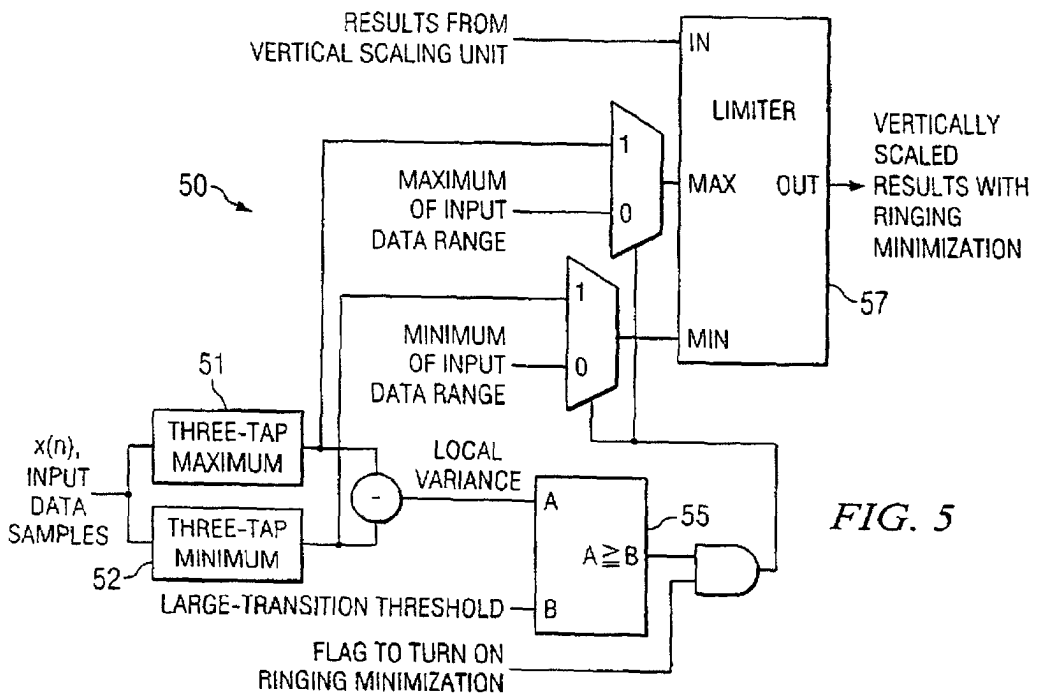 RESULTS FROM
VERTICAL SCALING UNIT
IN
LIMITER
MAX
OUT
MIN
57
VERTICALLY
SCALED
RESULTS WITH
RINGING
MINIMIZATION
50
1
0
MAXIMUM
OF INPUT
DATA RANGE
1
0
MINIMUM
OF INPUT
DATA RANGE
x(n),
INPUT
DATA
SAMPLES
51
THREE-TAP
MAXIMUM
THREE-TAP
MINIMUM
52
-
LOCAL
VARIANCE
A
A≧B
B
55
LARGE-TRANSITION THRESHOLD
FLAG TO TURN ON
RINGING MINIMIZATION
FIG. 5